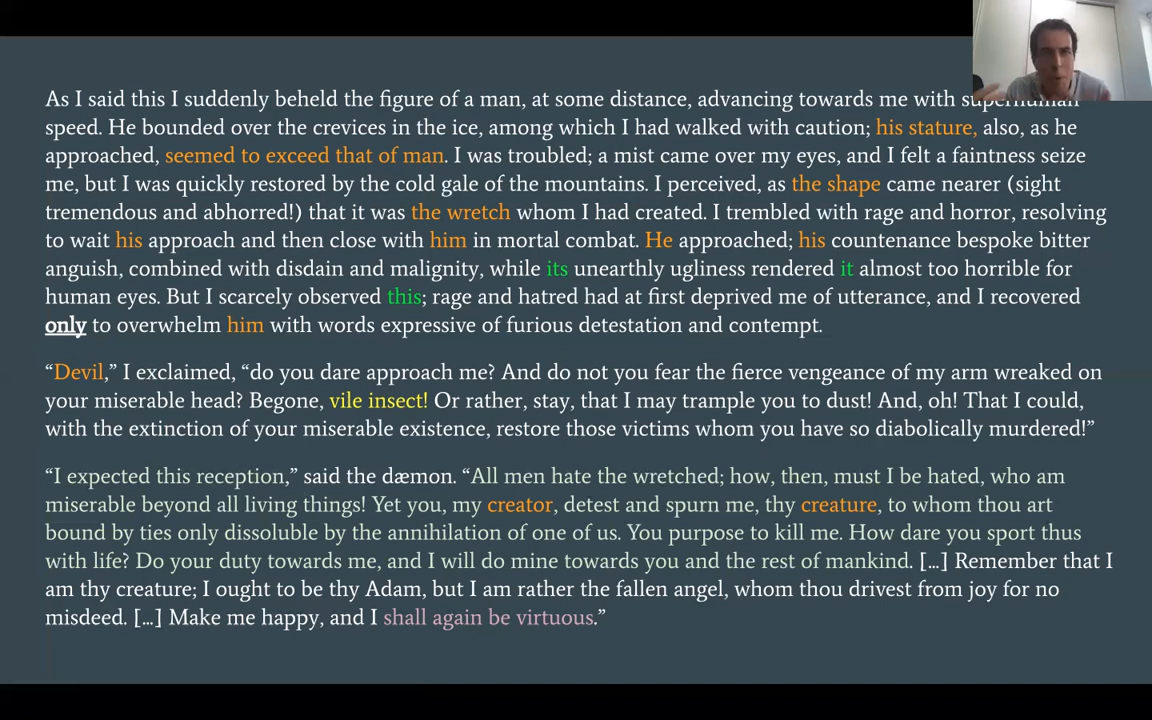 As I said this I suddenly beheld the figure of a man, at some distance, advancing towards me with superhuman
speed. He bounded over the crevices in the ice, among which I had walked with caution; his stature, also, as he
approached, seemed to exceed that of man. I was troubled; a mist came over my eyes, and I felt a faintness seize
me, but I was quickly restored by the cold gale of the mountains. I perceived, as the shape came nearer (sight
tremendous and abhorred!) that it was the wretch whom I had created. I trembled with rage and horror, resolving
to wait his approach and then close with him in mortal combat. He approached; his countenance bespoke bitter
anguish, combined with disdain and malignity, while its unearthly ugliness rendered it almost too horrible for
human eyes. But I scarcely observed this; rage and hatred had at first deprived me of utterance, and I recovered
only to overwhelm him with words expressive of furious detestation and contempt.
“Devil,” I exclaimed, “do you dare approach me? And do not you fear the fierce vengeance of my arm wreaked on
your miserable head? Begone, vile insect! Or rather, stay, that I may trample you to dust! And, oh! That I could,
with the extinction of your miserable existence, restore those victims whom you have so diabolically murdered!”
“I expected this reception,” said the dæmon. “All men hate the wretched; how, then, must I be hated, who am
miserable beyond all living things! Yet you, my creator, detest and spurn me, thy creature, to whom thou art
bound by ties only dissoluble by the annihilation of one of us. You purpose to kill me. How dare you sport thus
with life? Do your duty towards me, and I will do mine towards you and the rest of mankind. […] Remember that I
am thy creature; I ought to be thy Adam, but I am rather the fallen angel, whom thou drivest from joy for no
misdeed. […] Make me happy, and I shall again be virtuous.”